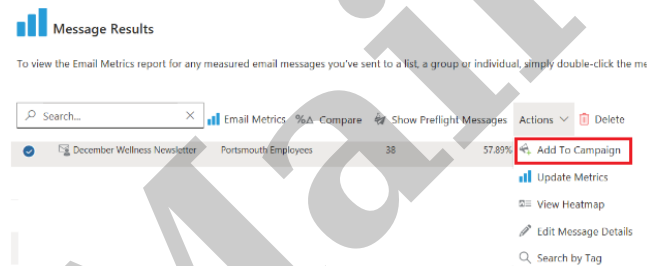 Message Results
To view the Email Metrics report for any measured email messages you've sent to a list, a group or individual, simply double-click the me
Search...
Email Metrics %Δ Compare Show Preflight Messages Actions Delete
December Wellness Newsletter Portsmouth Employees 38 57.89%
Add To Campaign
Update Metrics
View Heatmap
Edit Message Details
Search by Tag